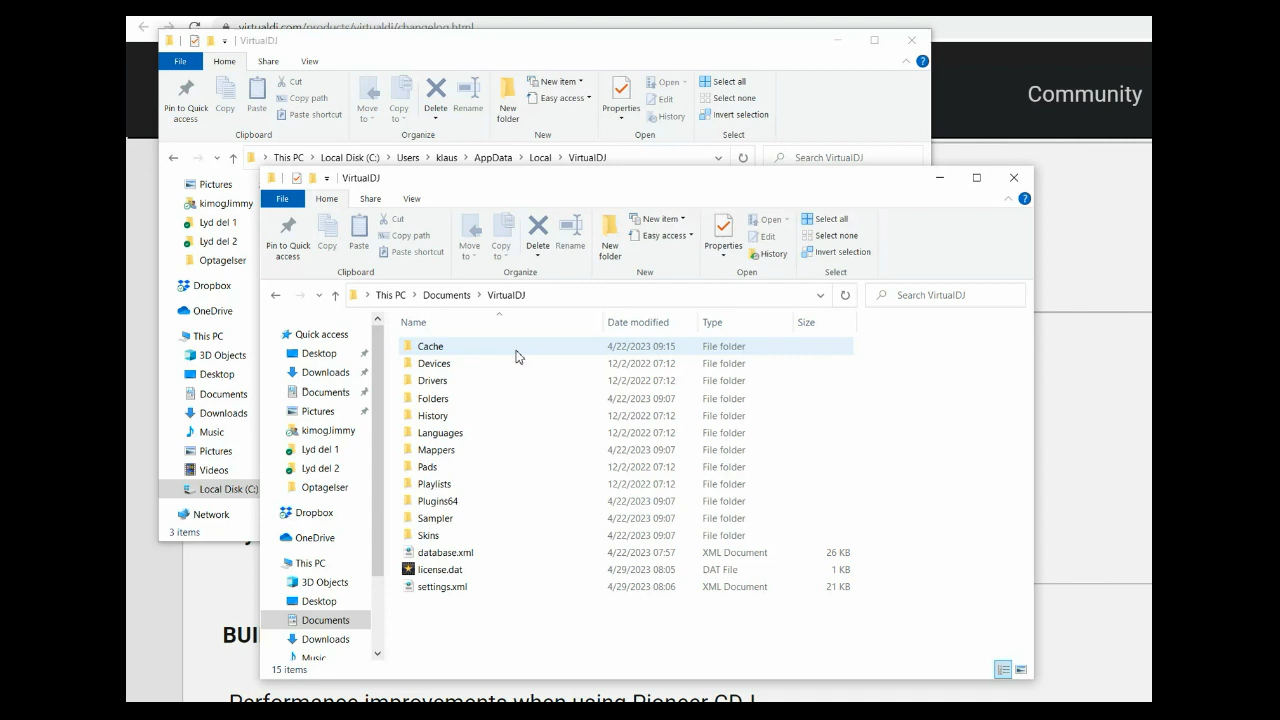 virtualdj.com/products/virtualdj/changelog.html
VirtualDJ
File Home Share View
Pin to Quick access
Copy
Paste
Cut
Copy path
Paste shortcut
Move to
Copy to
Delete
Rename
New folder
New item
Easy access
Properties
Open
Edit
History
Select all
Select none
Invert selection
Clipboard Organize New Open Select
This PC > Local Disk (C:) > Users > klaus > AppData > Local > VirtualDJ
Search VirtualDJ
Pictures
kimogJimmy
Lyd del 1
Lyd del 2
Optagelser
Dropbox
OneDrive
This PC
3D Objects
Desktop
Documents
Downloads
Music
Pictures
Videos
Local Disk (C:)
Network
3 items
Community
VirtualDJ
File Home Share View
Pin to Quick access
Copy
Paste
Cut
Copy path
Paste shortcut
Move to
Copy to
Delete
Rename
New folder
New item
Easy access
Properties
Open
Edit
History
Select all
Select none
Invert selection
Clipboard Organize New Open Select
This PC > Documents > VirtualDJ
Search VirtualDJ
Quick access
Desktop
Downloads
Documents
Pictures
kimogJimmy
Lyd del 1
Lyd del 2
Optagelser
Dropbox
OneDrive
This PC
3D Objects
Desktop
Documents
Downloads
Music
Name Date modified Type Size
Cache 4/22/2023 09:15 File folder
Devices 12/2/2022 07:12 File folder
Drivers 12/2/2022 07:12 File folder
Folders 4/22/2023 09:07 File folder
History 12/2/2022 07:12 File folder
Languages 12/2/2022 07:12 File folder
Mappers 4/22/2023 09:07 File folder
Pads 12/2/2022 07:12 File folder
Playlists 12/2/2022 07:12 File folder
Plugins64 4/22/2023 09:07 File folder
Sampler 4/22/2023 09:07 File folder
Skins 4/22/2023 09:07 File folder
database.xml 4/22/2023 07:57 XML Document 26 KB
license.dat 4/29/2023 08:05 DAT File 1 KB
settings.xml 4/29/2023 08:06 XML Document 21 KB
15 items
BUI
Performance improvements when using Pioneer CDJ